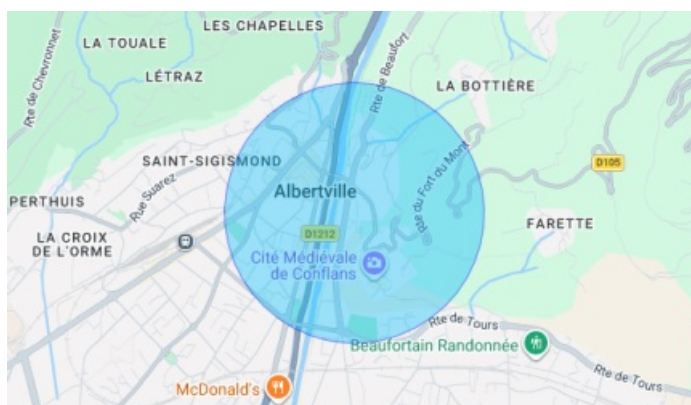 LES CHAPELLES
LA TOUALE
Rte de Chevronnet
LÉTRAZ
Rte de Beaufort
LA BOTTIÈRE
SAINT-SIGISMOND
Rte du Fort du Mont
D105
PERTHUIS
Rue Suarez
Albertville
LA CROIX
DE L'ORME
D1212
FARETTE
Cité Médiévale
de Conflans
Rte de Tours
Beaufortain Randonnée
Rte de Tours
McDonald's